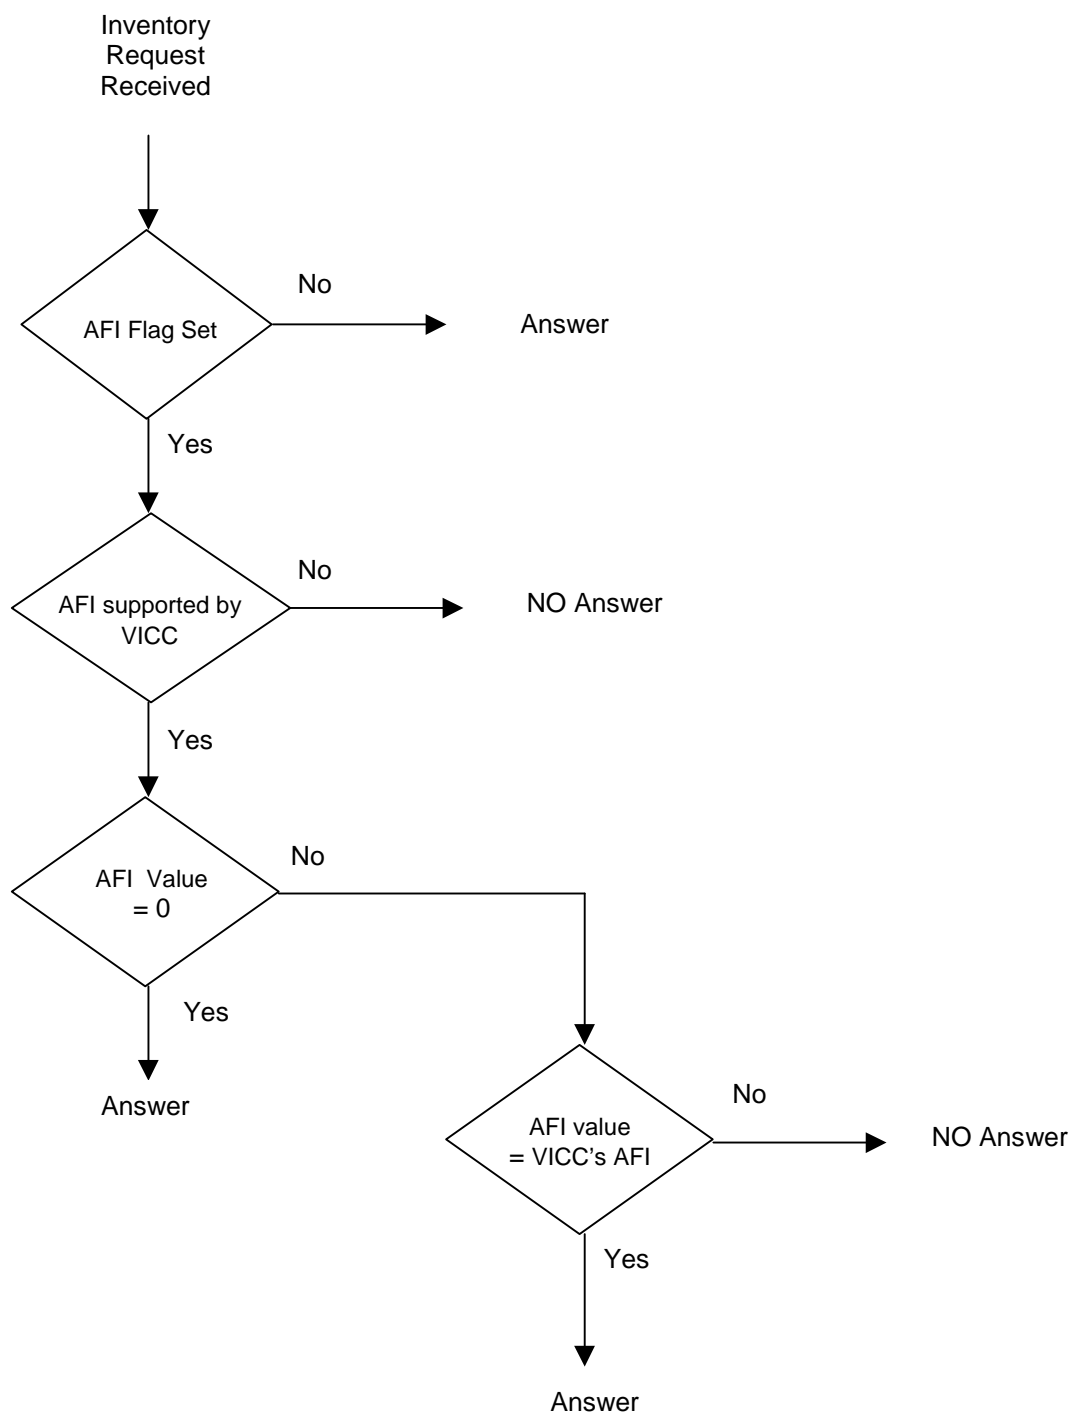 Inventory
Request
Received
No
AFI Flag Set
Answer
Yes
No
AFI supported by
VICC
NO Answer
Yes
No
AFI Value
= 0
Yes
Answer
No
AFI value
= VICC's AFI
NO Answer
Yes
Answer